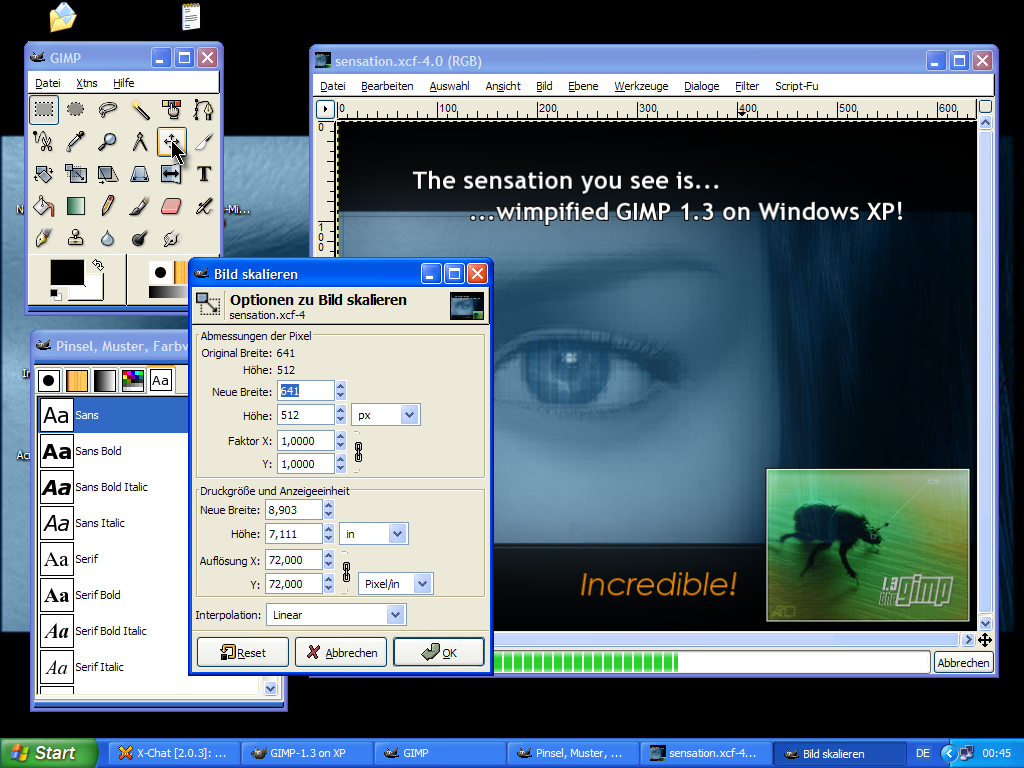 GIMP
Datei Xtns Hilfe
sensation.xcf-4.0 (RGB)
Datei Bearbeiten Auswahl Ansicht Bild Ebene Werkzeuge Dialoge Filter Script-Fu
0 100 200 300 400 500 600
0
100
The sensation you see is...
...wimpified GIMP 1.3 on Windows XP!
Incredible!
1.3
the gimp
Abbrechen
-Mi...
Pinsel, Muster, Farbv
Aa Sans
Aa Sans Bold
Aa Sans Bold Italic
Aa Sans Italic
Aa Serif
Aa Serif Bold
Aa Serif Bold Italic
Aa Serif Italic
Bild skalieren
Optionen zu Bild skalieren
sensation.xcf-4
Abmessungen der Pixel
Original Breite: 641
Höhe: 512
Neue Breite: 641
Höhe: 512 px
Faktor X: 1,0000
Y: 1,0000
Druckgröße und Anzeigeeinheit
Neue Breite: 8,903
Höhe: 7,111 in
Auflösung X: 72,000
Y: 72,000 Pixel/in
Interpolation: Linear
Reset Abbrechen OK
Start X-Chat [2.0.3]: ... GIMP-1.3 on XP GIMP Pinsel, Muster, ... sensation.xcf-4... Bild skalieren DE 00:45